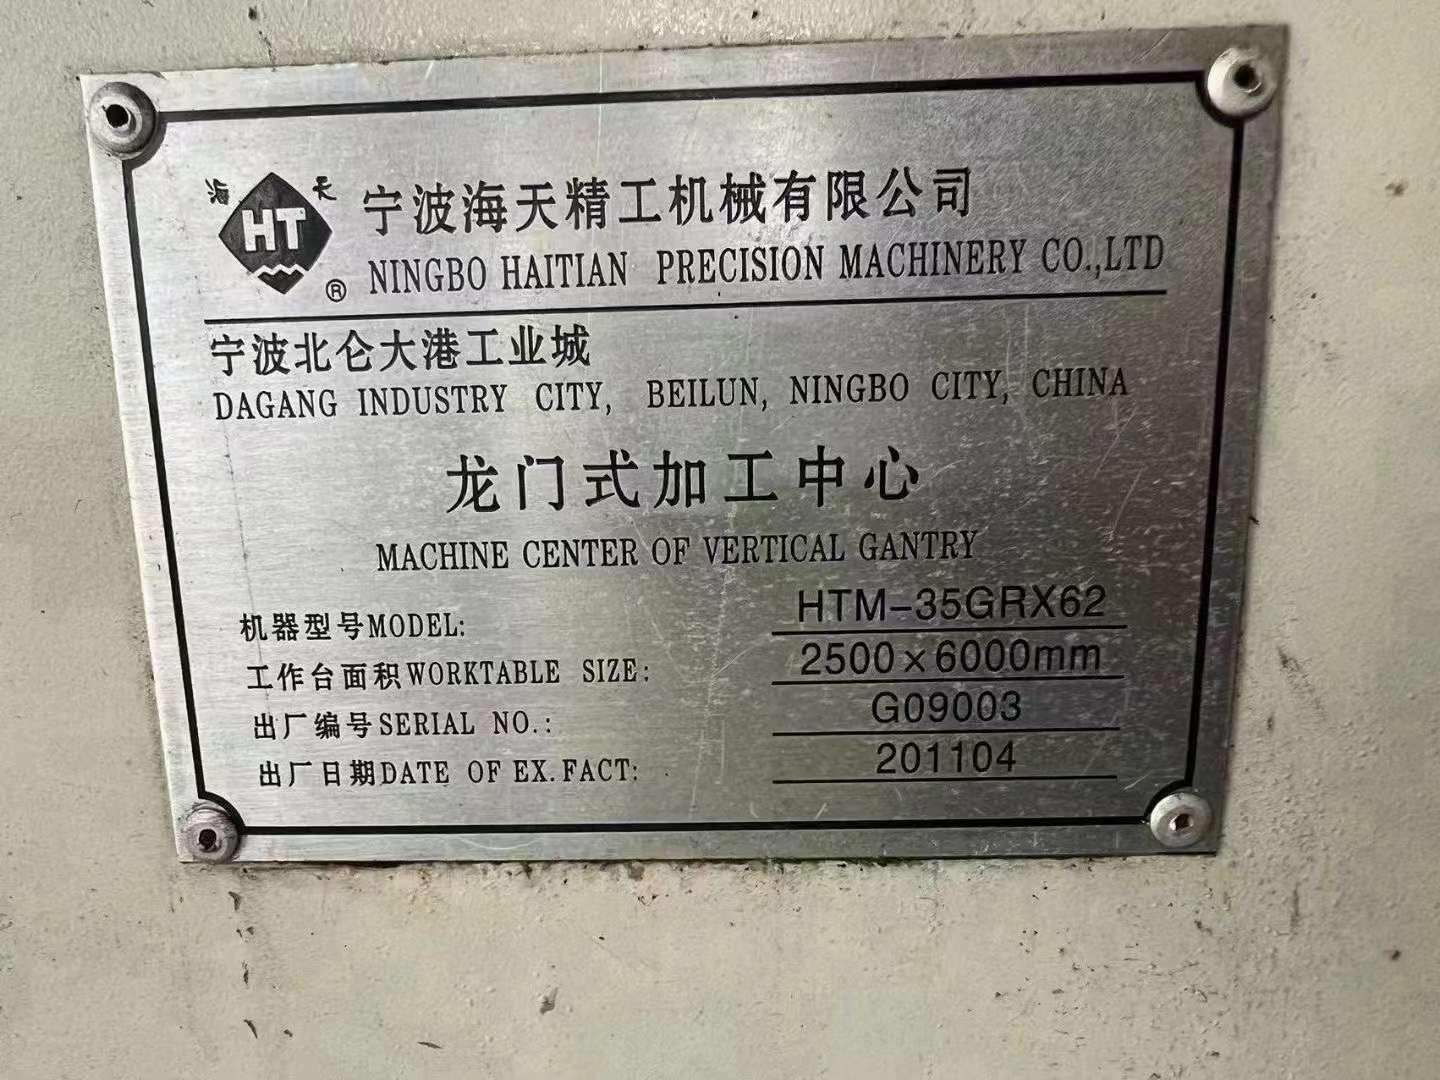 海天
HT
®
宁波海天精工机械有限公司
NINGBO HAITIAN PRECISION MACHINERY CO.,LTD
宁波北仑大港工业城
DAGANG INDUSTRY CITY, BEILUN, NINGBO CITY, CHINA
龙门式加工中心
MACHINE CENTER OF VERTICAL GANTRY
机器型号MODEL: HTM-35GRX62
工作台面积WORKTABLE SIZE: 2500×6000mm
出厂编号SERIAL NO.: G09003
出厂日期DATE OF EX.FACT: 201104